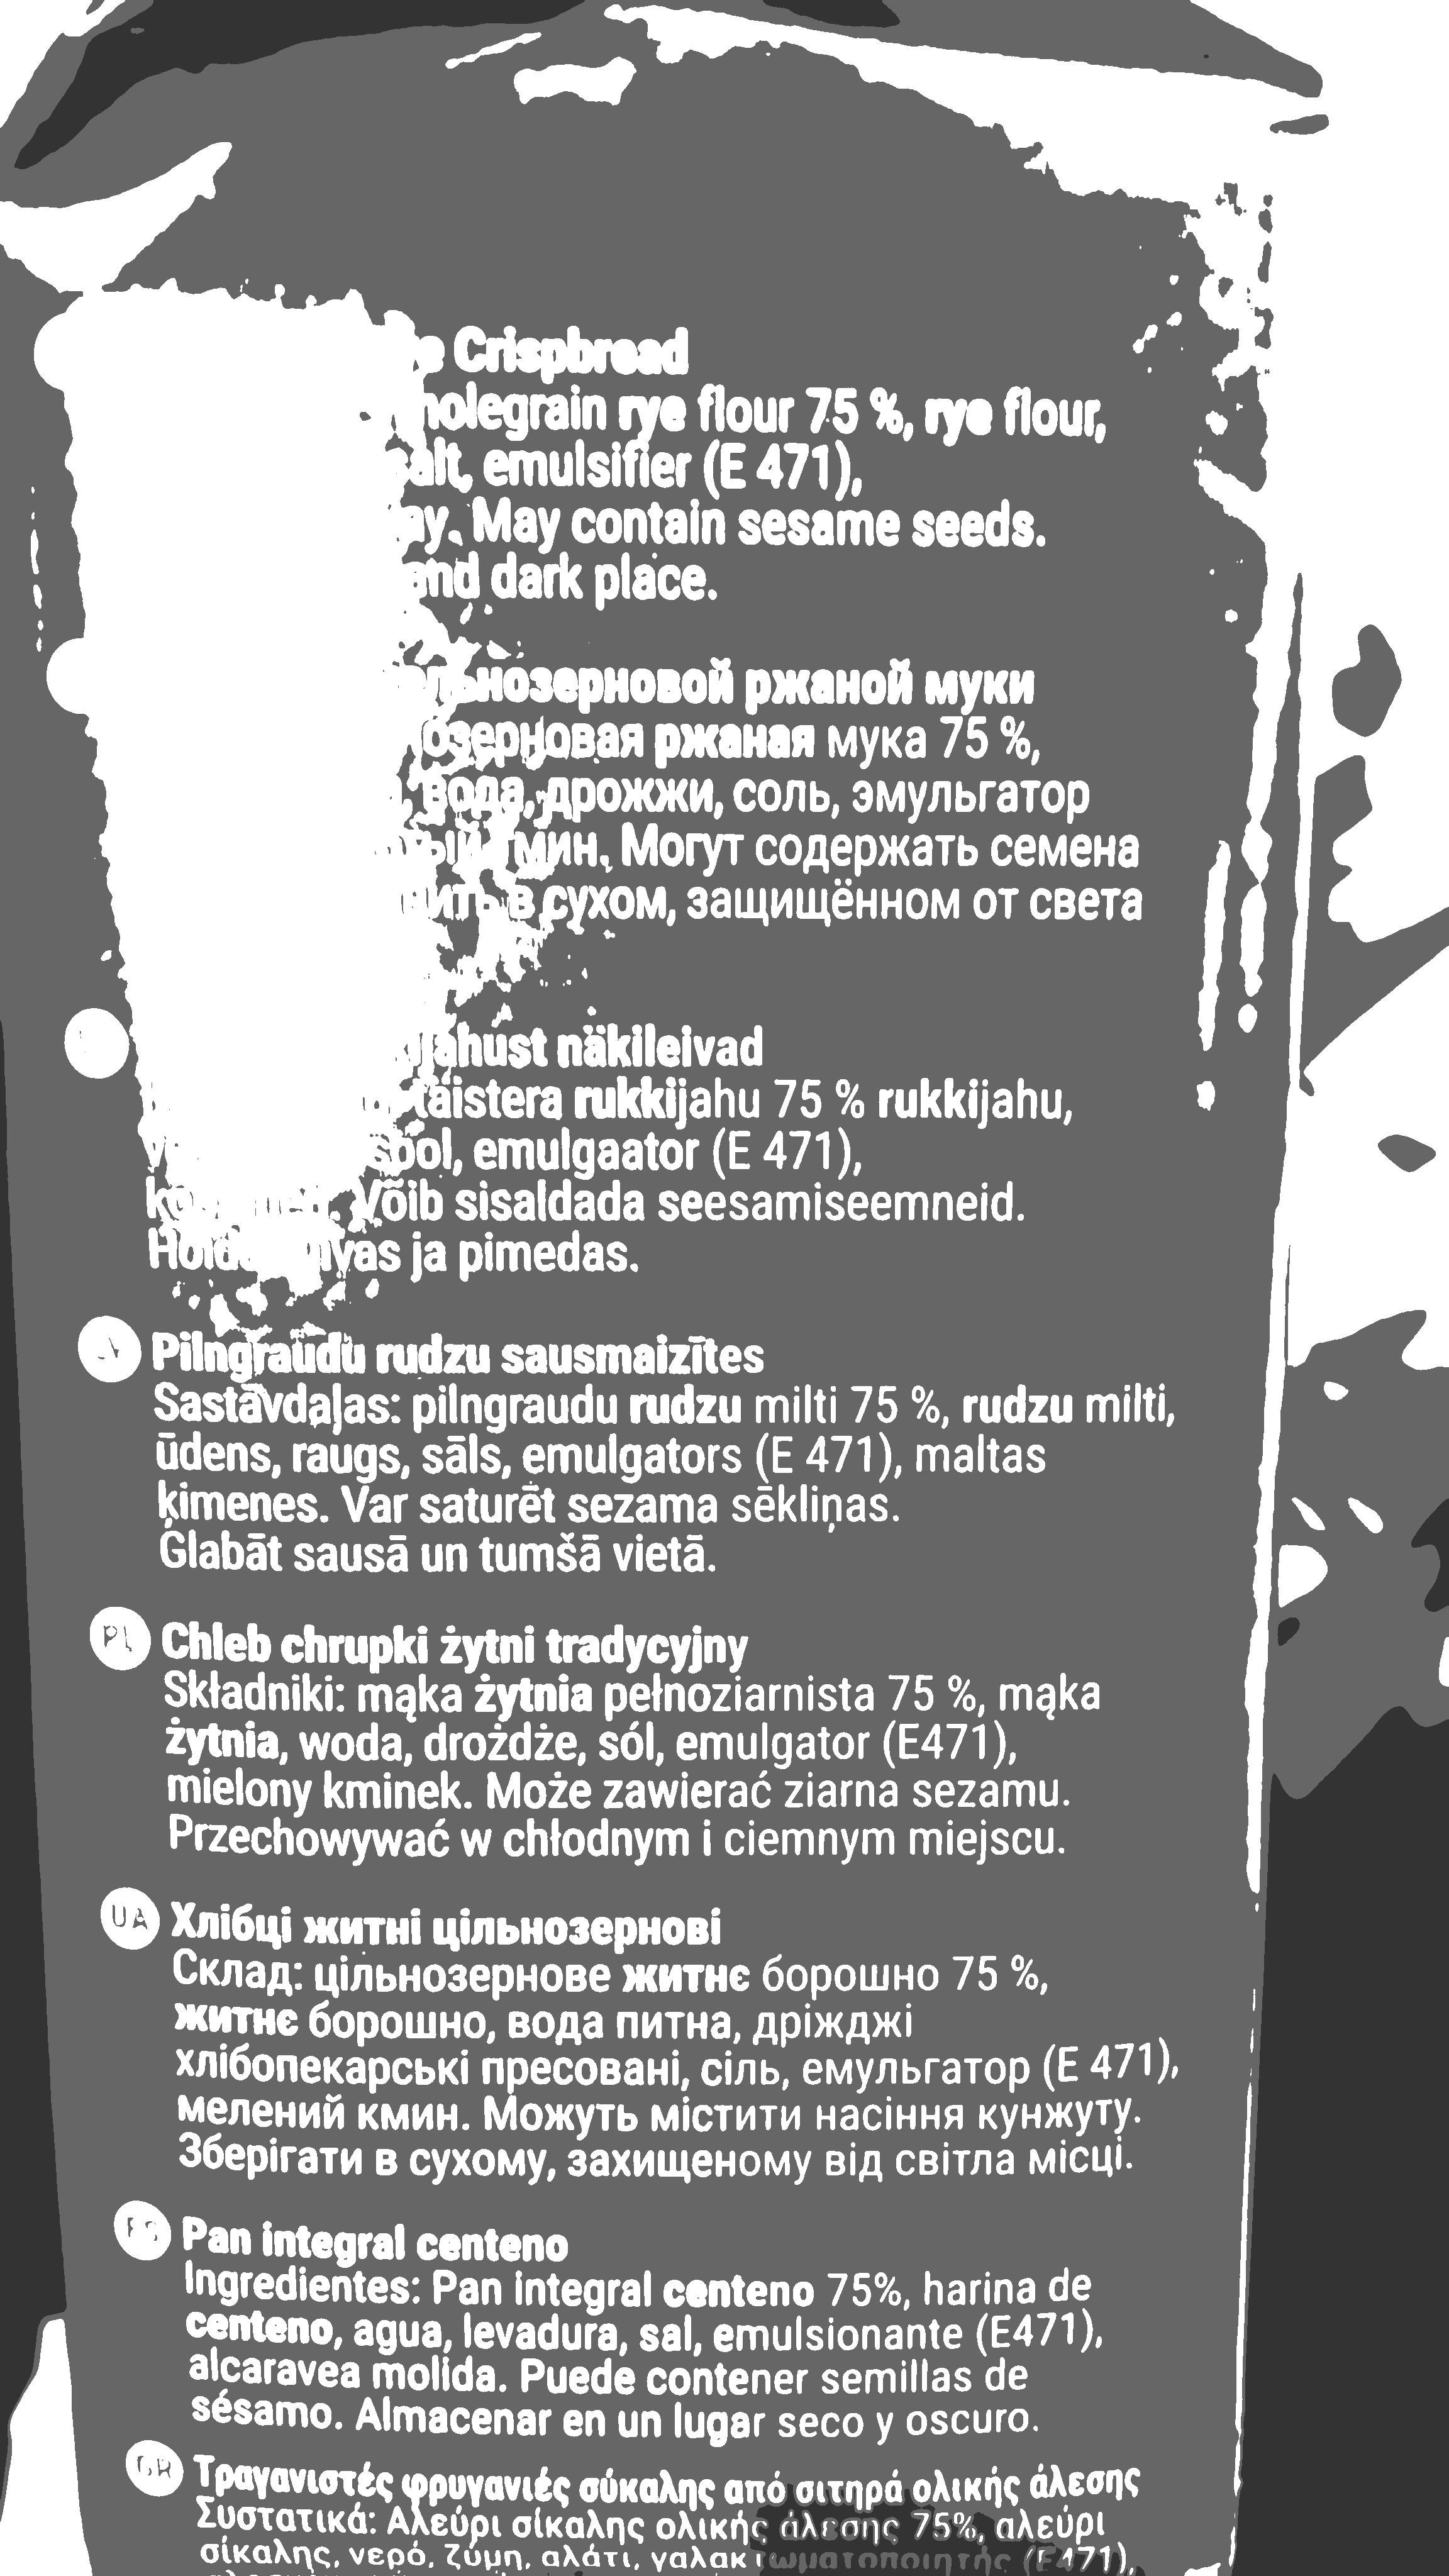 Crispbread
rye flour 75 %, rye flour,
emulsifier (E 471),
May contain sesame seeds.
and dark place.
ржаной муки
ржаная мука 75 %,
вода, дрожжи, соль, эмульгатор
тмин. Могут содержать семена
в сухом, защищённом от света
näkileivad
täistera rukkijahu 75 % rukkijahu,
sool, emulgaator (E 471),
Võib sisaldada seesamiseemneid.
ja pimedas.
Pilngraudu rudzu sausmaizītes
Sastāvdaļas: pilngraudu rudzu milti 75 %, rudzu milti,
ūdens, raugs, sāls, emulgators (E 471), maltas
ķimenes. Var saturēt sezama sēkliņas.
Glabāt sausā un tumšā vietā.
PL Chleb chrupki żytni tradycyjny
Składniki: mąka żytnia pełnoziarnista 75 %, mąka
żytnia, woda, drożdże, sól, emulgator (E471),
mielony kminek. Może zawierać ziarna sezamu.
Przechowywać w chłodnym i ciemnym miejscu.
UA Хлібці житні цільнозернові
Склад: цільнозернове житнє борошно 75 %,
житнє борошно, вода питна, дріжджі
хлібопекарські пресовані, сіль, емульгатор (Е 471),
мелений кмин. Можуть містити насіння кунжуту.
Зберігати в сухому, захищеному від світла місці.
ES Pan integral centeno
Ingredientes: Pan integral centeno 75%, harina de
centeno, agua, levadura, sal, emulsionante (E471),
alcaravea molida. Puede contener semillas de
sésamo. Almacenar en un lugar seco y oscuro.
GR Τραγανιστές φρυγανιές σύκαλης από σιτηρά ολικής άλεσης
Συστατικά: Αλεύρι σίκαλης ολικής άλεσης 75%, αλεύρι
σίκαλης, νερό, ζύμη, αλάτι, γαλακτωματοποιητής (E471),